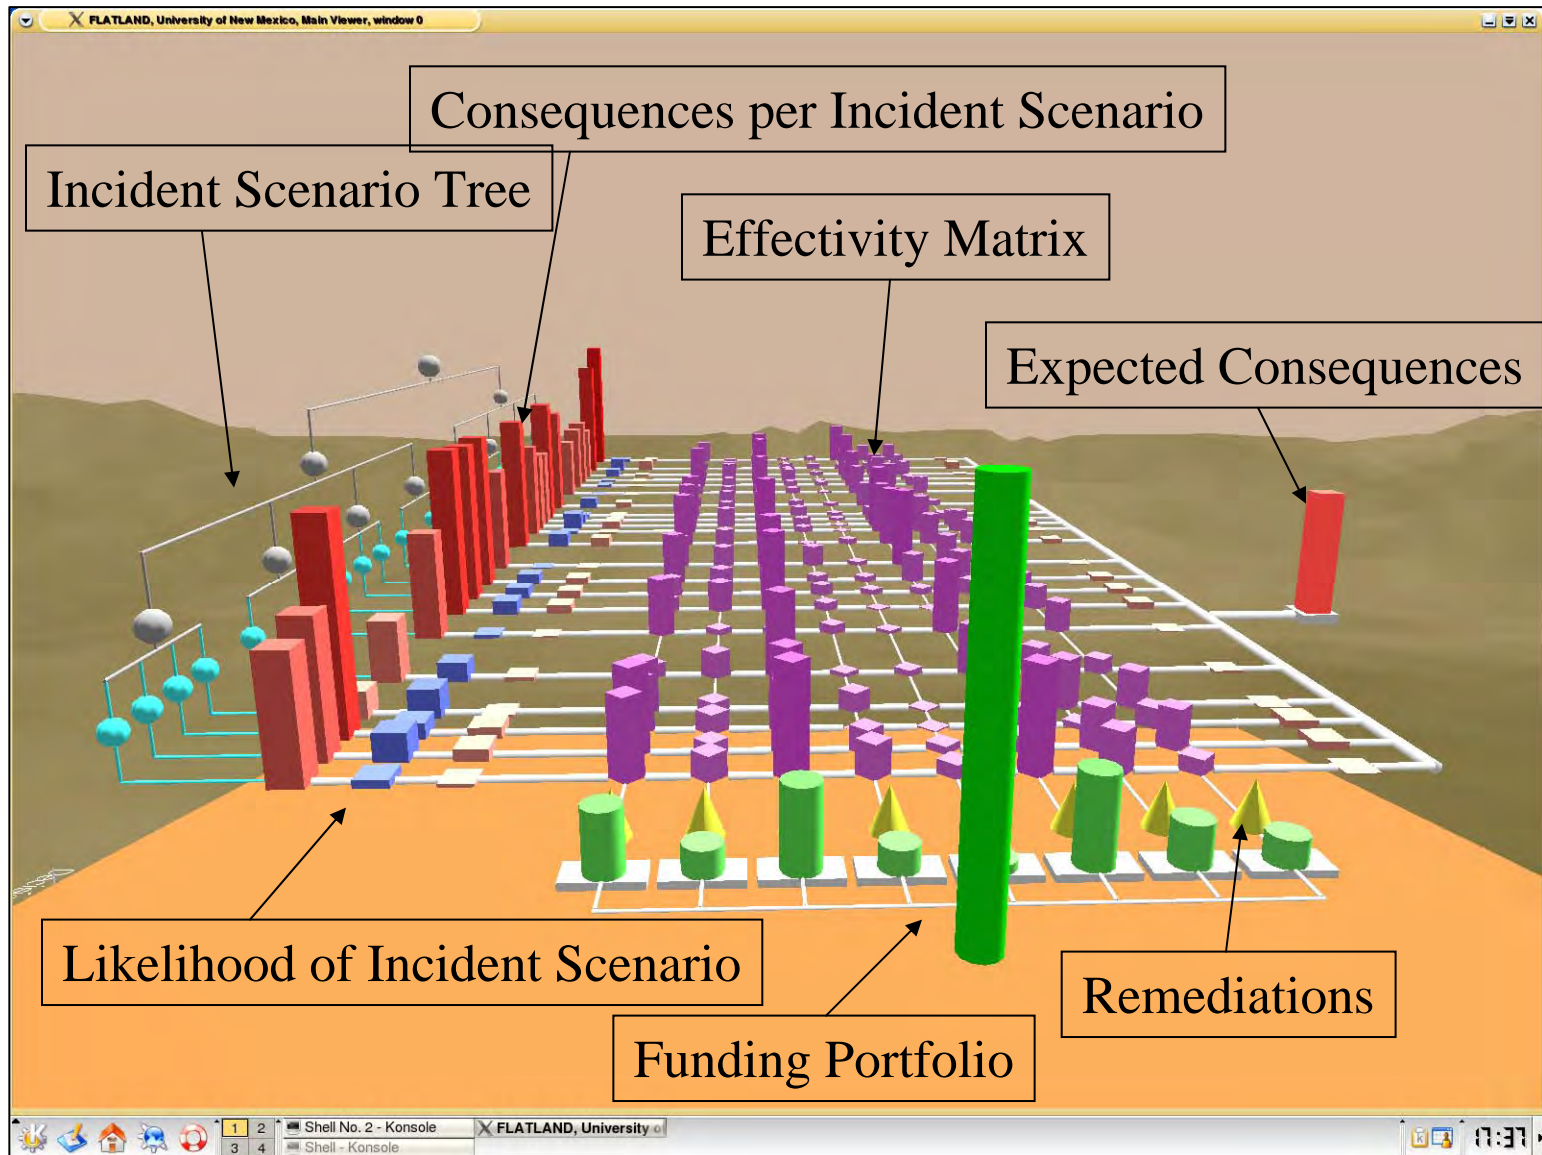 FLATLAND, University of New Mexico, Main Viewer, window 0
Consequences per Incident Scenario
Incident Scenario Tree
Effectivity Matrix
Expected Consequences
Likelihood of Incident Scenario
Remediations
Funding Portfolio
1 2
3 4
Shell No. 2 - Konsole
Shell - Konsole
FLATLAND, University o
17:37